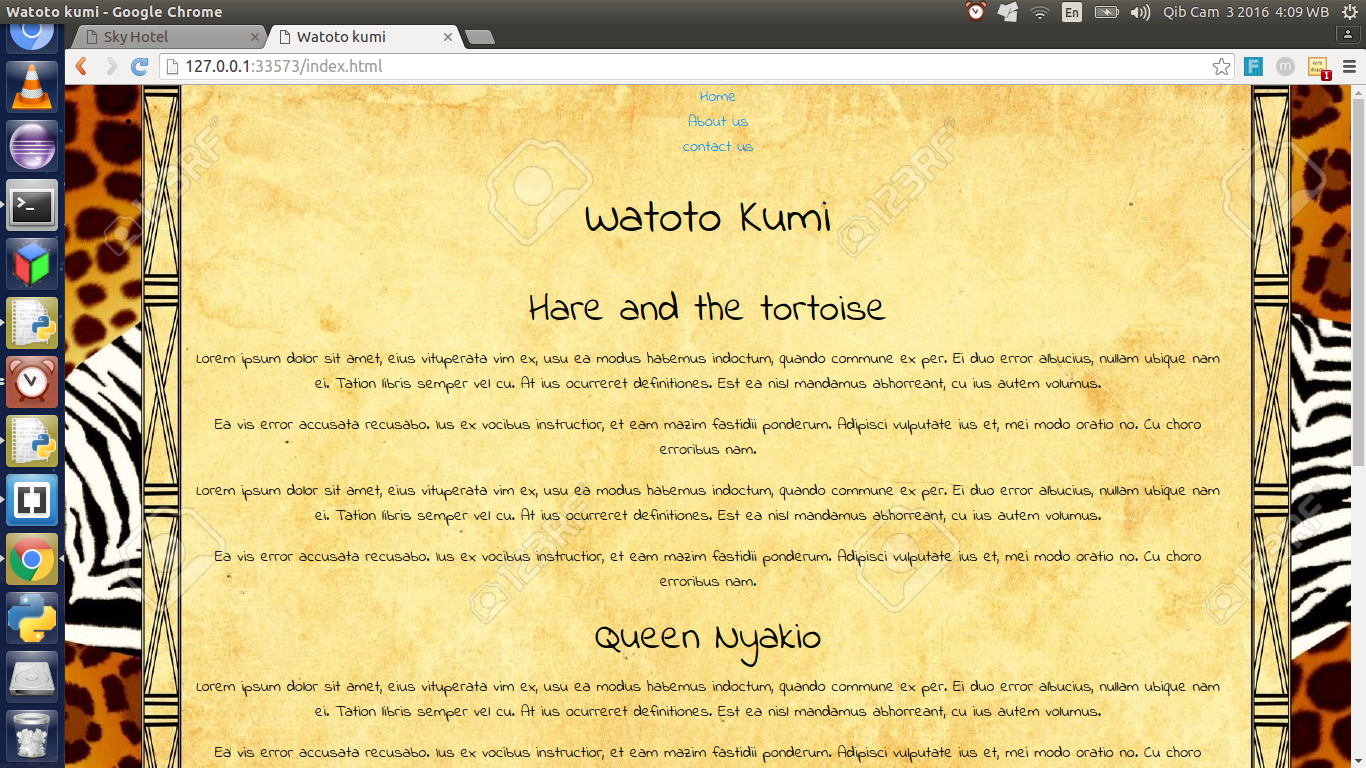 Watoto kumi - Google Chrome
En
Qib Cam 3 2016 4:09 WB
Sky Hotel
Watoto kumi
127.0.0.1:33573/index.html
m
1
Home
About us
contact us
Watoto Kumi
Hare and the tortoise
Lorem ipsum dolor sit amet, eius vituperata vim ex, usu ea modus habemus indoctum, quando commune ex per. Ei duo error albucius, nullam ubique nam
ei. Tation libris semper vel cu. At ius ocurreret definitiones. Est ea nisl mandamus abhorreant, cu ius autem volumus.
Ea vis error accusata recusabo. Ius ex vocibus instructior, et eam mazim fastidii ponderum. Adipisci vulputate ius et, mei modo oratio no. Cu choro
erroribus nam.
Lorem ipsum dolor sit amet, eius vituperata vim ex, usu ea modus habemus indoctum, quando commune ex per. Ei duo error albucius, nullam ubique nam
ei. Tation libris semper vel cu. At ius ocurreret definitiones. Est ea nisl mandamus abhorreant, cu ius autem volumus.
Ea vis error accusata recusabo. Ius ex vocibus instructior, et eam mazim fastidii ponderum. Adipisci vulputate ius et, mei modo oratio no. Cu choro
erroribus nam.
Queen Nyakio
Lorem ipsum dolor sit amet, eius vituperata vim ex, usu ea modus habemus indoctum, quando commune ex per. Ei duo error albucius, nullam ubique nam
ei. Tation libris semper vel cu. At ius ocurreret definitiones. Est ea nisl mandamus abhorreant, cu ius autem volumus.
Ea vis error accusata recusabo. Ius ex vocibus instructior, et eam mazim fastidii ponderum. Adipisci vulputate ius et, mei modo oratio no. Cu choro
123RF
123RF
123RF
123RF